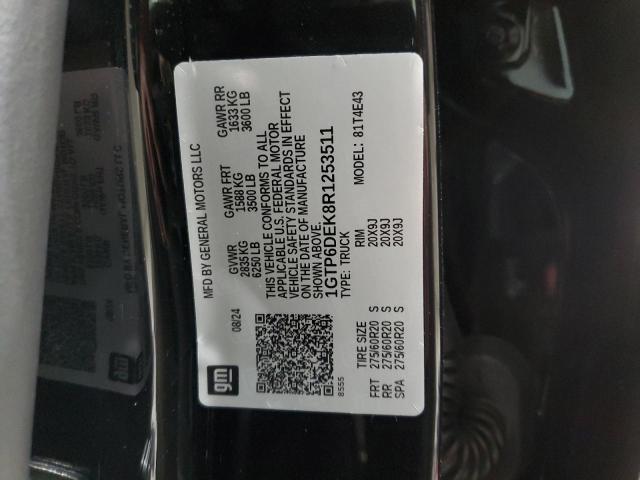 MFD BY GENERAL MOTORS LLC
08/24
GVWR GAWR FRT GAWR RR
2835 KG 1588 KG 1633 KG
6250 LB 3500 LB 3600 LB
THIS VEHICLE CONFORMS TO ALL
APPLICABLE U.S. FEDERAL MOTOR
VEHICLE SAFETY STANDARDS IN EFFECT
ON THE DATE OF MANUFACTURE
SHOWN ABOVE.
1GTP6DEK8R1253511
TYPE: TRUCK MODEL: 81T4E43
gm
8555
TIRE SIZE RIM
FRT 275/60R20 S 20X9J
RR 275/60R20 S 20X9J
SPA 275/60R20 S 20X9J